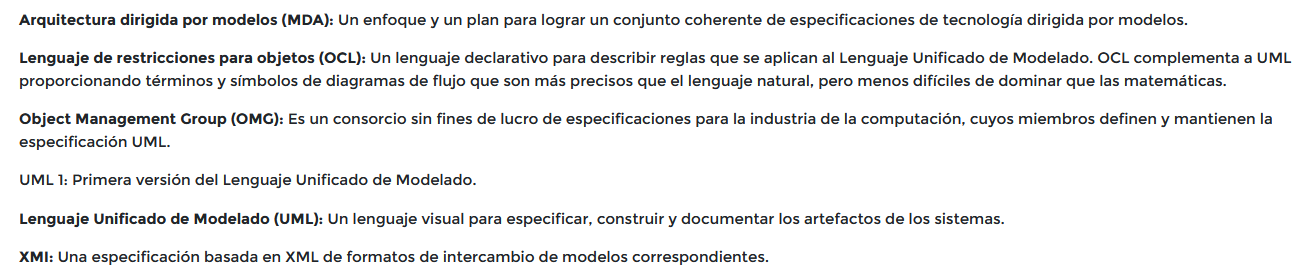 Arquitectura dirigida por modelos (MDA): Un enfoque y un plan para lograr un conjunto coherente de especificaciones de tecnología dirigida por modelos.
Lenguaje de restricciones para objetos (OCL): Un lenguaje declarativo para describir reglas que se aplican al Lenguaje Unificado de Modelado. OCL complementa a UML
proporcionando términos y símbolos de diagramas de flujo que son más precisos que el lenguaje natural, pero menos difíciles de dominar que las matemáticas.
Object Management Group (OMG): Es un consorcio sin fines de lucro de especificaciones para la industria de la computación, cuyos miembros definen y mantienen la
especificación UML.
UML 1: Primera versión del Lenguaje Unificado de Modelado.
Lenguaje Unificado de Modelado (UML): Un lenguaje visual para especificar, construir y documentar los artefactos de los sistemas.
XMI: Una especificación basada en XML de formatos de intercambio de modelos correspondientes.